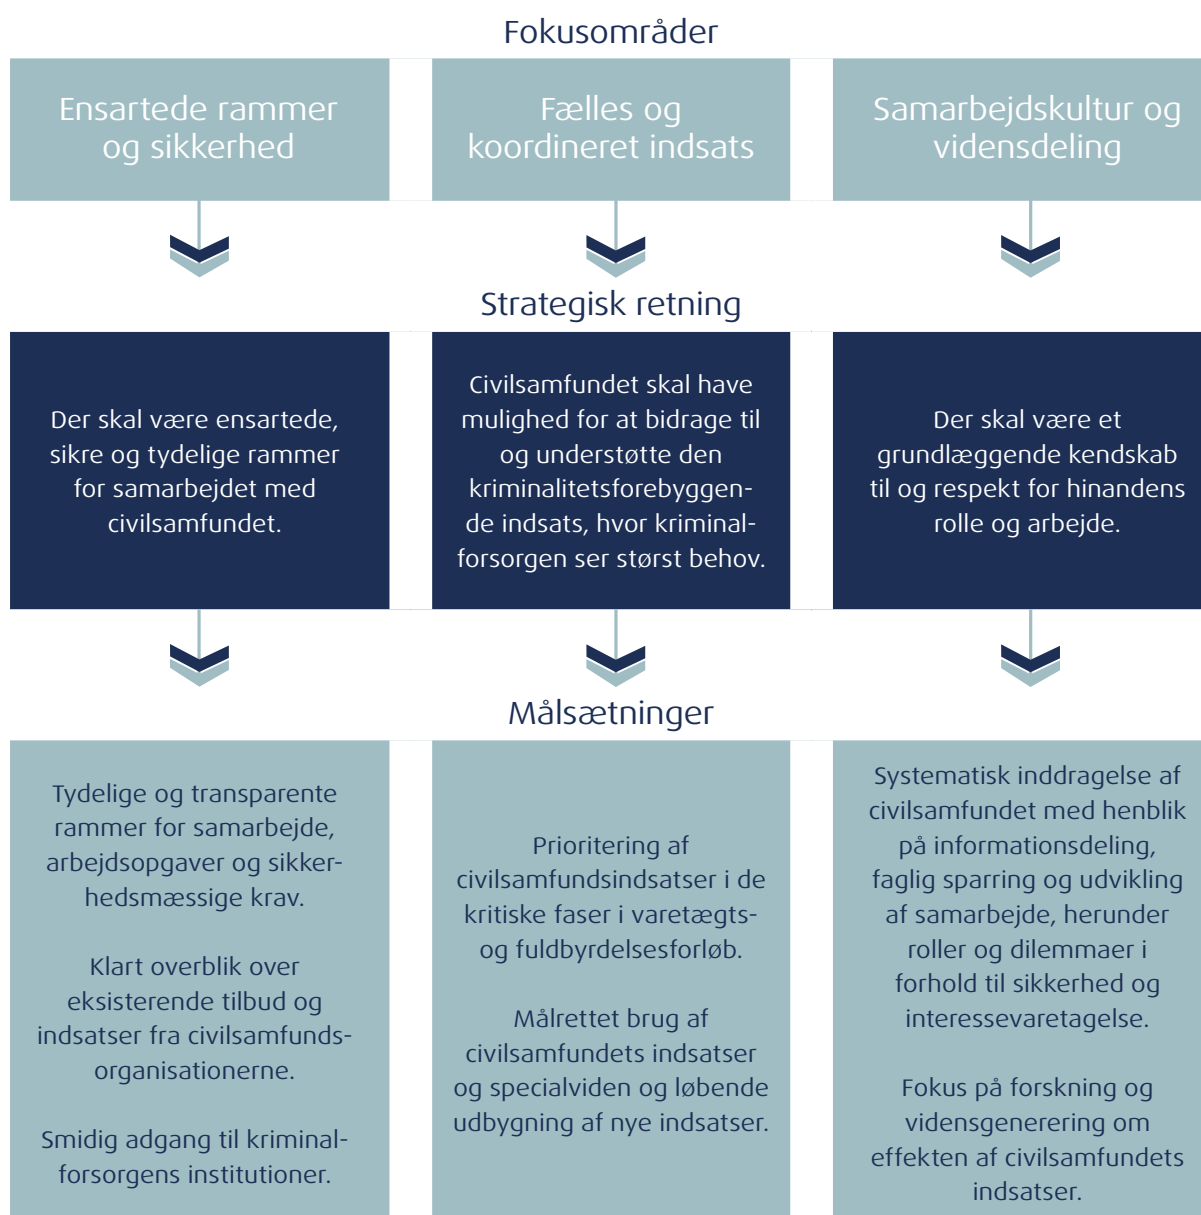 Fokusområder
Ensartede rammer
og sikkerhed
Fælles og
koordineret indsats
Samarbejdskultur og
vidensdeling
Strategisk retning
Der skal være ensartede,
sikre og tydelige rammer
for samarbejdet med
civilsamfundet.
Civilsamfundet skal have
mulighed for at bidrage til
og understøtte den
kriminalitetsforebyggen-
de indsats, hvor kriminal-
forsorgen ser størst behov.
Der skal være et
grundlæggende kendskab
til og respekt for hinandens
rolle og arbejde.
Målsætninger
Tydelige og transparente
rammer for samarbejde,
arbejdsopgaver og sikker-
hedsmæssige krav.
Klart overblik over
eksisterende tilbud og
indsatser fra civilsamfunds-
organisationerne.
Smidig adgang til kriminal-
forsorgens institutioner.
Prioritering af
civilsamfundsindsatser i de
kritiske faser i varetægts-
og fuldbyrdelsesforløb.
Målrettet brug af
civilsamfundets indsatser
og specialviden og løbende
udbygning af nye indsatser.
Systematisk inddragelse af
civilsamfundet med henblik
på informationsdeling,
faglig sparring og udvikling
af samarbejde, herunder
roller og dilemmaer i
forhold til sikkerhed og
interessevaretagelse.
Fokus på forskning og
vidensgenerering om
effekten af civilsamfundets
indsatser.